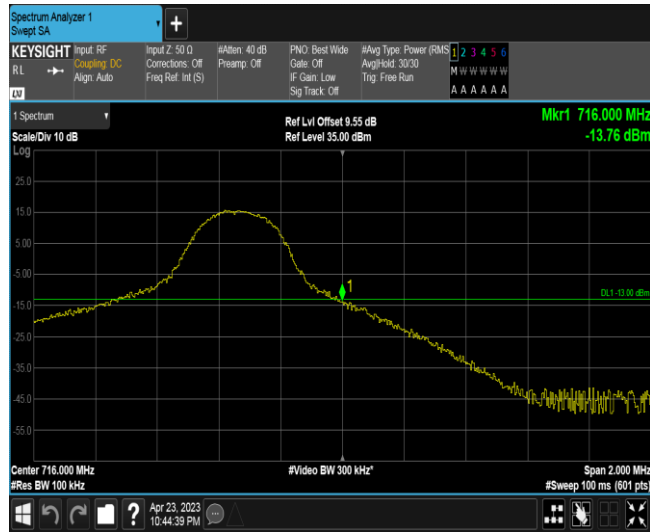 Spectrum Analyzer 1
Swept SA
KEYSIGHT
RL
LXI
Input: RF
Coupling: DC
Align: Auto
Input Z: 50 Ω
Corrections: Off
Freq Ref: Int (S)
#Atten: 40 dB
Preamp: Off
PNO: Best Wide
Gate: Off
IF Gain: Low
Sig Track: Off
#Avg Type: Power (RMS
Avg|Hold: 30/30
Trig: Free Run
1 2 3 4 5 6
M W W W W W
A A A A A A
1 Spectrum
Scale/Div 10 dB
Log
Ref Lvl Offset 9.55 dB
Ref Level 35.00 dBm
Mkr1 716.000 MHz
-13.76 dBm
25.0
15.0
5.00
-5.00
-15.0
-25.0
-35.0
-45.0
-55.0
1
DL1 -13.00 dBm
Center 716.000 MHz
#Res BW 100 kHz
#Video BW 300 kHz*
Span 2.000 MHz
#Sweep 100 ms (601 pts)
?
Apr 23, 2023
10:44:39 PM